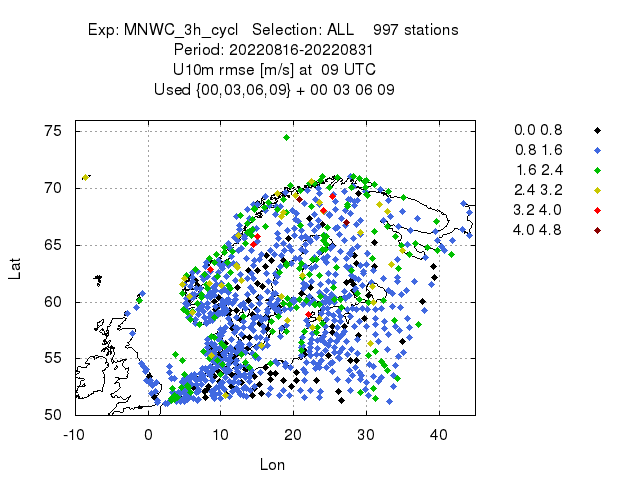 Exp: MNWC_3h_cycl   Selection: ALL    997 stations
Period: 20220816-20220831
U10m rmse [m/s] at  09 UTC
Used {00,03,06,09} + 00 03 06 09
75
70
65
60
55
50
Lat
-10 0 10 20 30 40
Lon
0.0 0.8
0.8 1.6
1.6 2.4
2.4 3.2
3.2 4.0
4.0 4.8